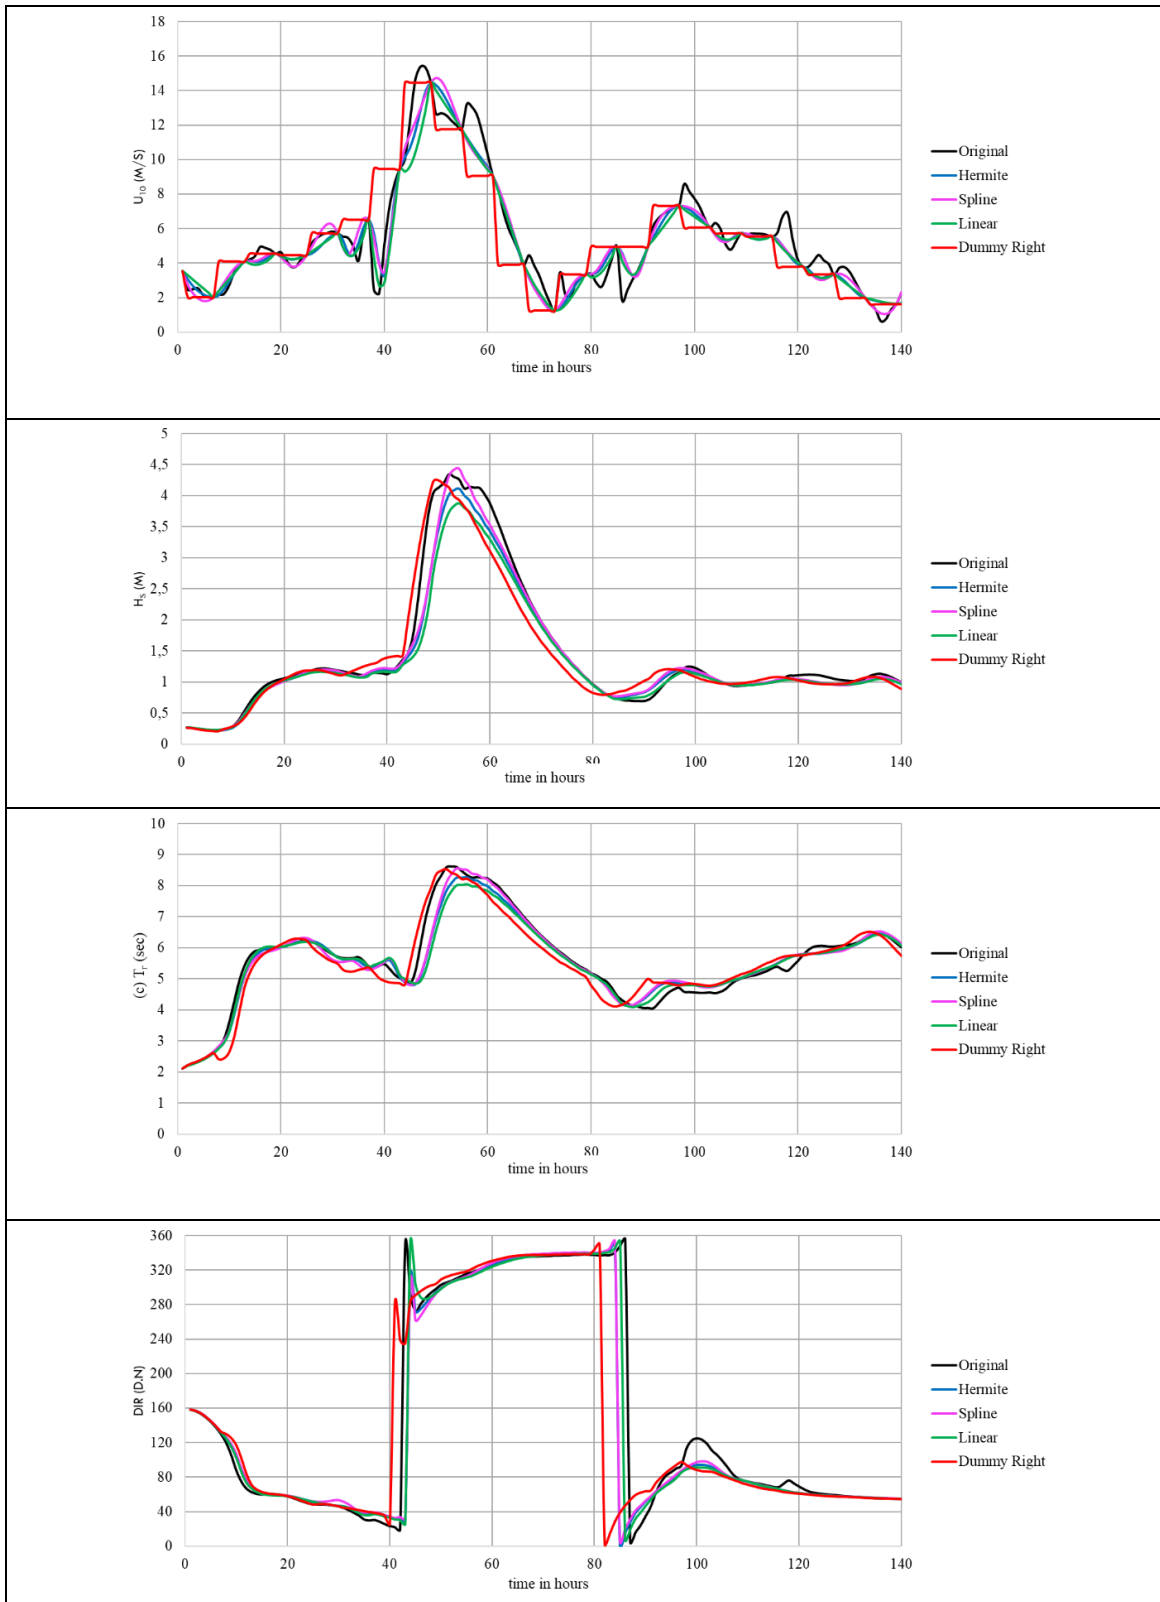 18
16
14
12
10
8
6
4
2
0
U10 (M/S)
0 20 40 60 80 100 120 140
time in hours
Original
Hermite
Spline
Linear
Dummy Right
5
4,5
4
3,5
3
2,5
2
1,5
1
0,5
0
HS (M)
0 20 40 60 80 100 120 140
time in hours
Original
Hermite
Spline
Linear
Dummy Right
10
9
8
7
6
5
4
3
2
1
0
(sec)
(c)
0 20 40 60 80 100 120 140
time in hours
Original
Hermite
Spline
Linear
Dummy Right
360
320
280
240
200
160
120
80
40
0
DIR (D.N)
0 20 40 60 80 100 120 140
time in hours
Original
Hermite
Spline
Linear
Dummy Right